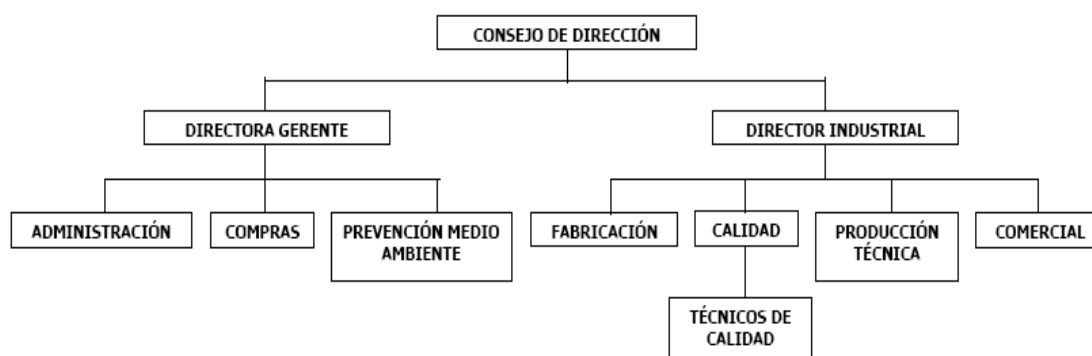 CONSEJO DE DIRECCIÓN
DIRECTORA GERENTE
DIRECTOR INDUSTRIAL
ADMINISTRACIÓN
COMPRAS
PREVENCIÓN MEDIO
AMBIENTE
FABRICACIÓN
CALIDAD
PRODUCCIÓN
TÉCNICA
COMERCIAL
TÉCNICOS DE
CALIDAD